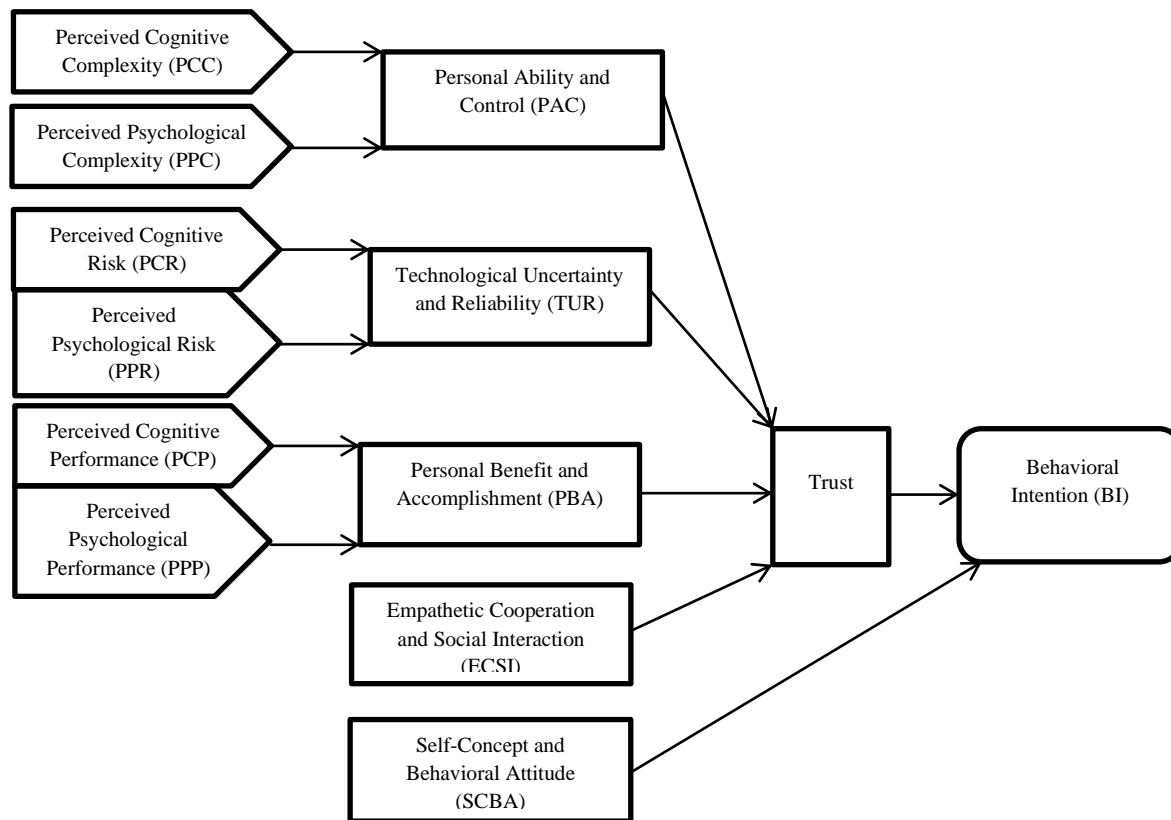 Perceived Cognitive
Complexity (PCC)
Personal Ability and
Control (PAC)
Perceived Psychological
Complexity (PPC)
Perceived Cognitive
Risk (PCR)
Technological Uncertainty
and Reliability (TUR)
Perceived
Psychological Risk
(PPR)
Perceived Cognitive
Performance (PCP)
Personal Benefit and
Accomplishment (PBA)
Perceived
Psychological
Performance (PPP)
Trust
Behavioral
Intention (BI)
Empathetic Cooperation
and Social Interaction
(ECSI)
Self-Concept and
Behavioral Attitude
(SCBA)